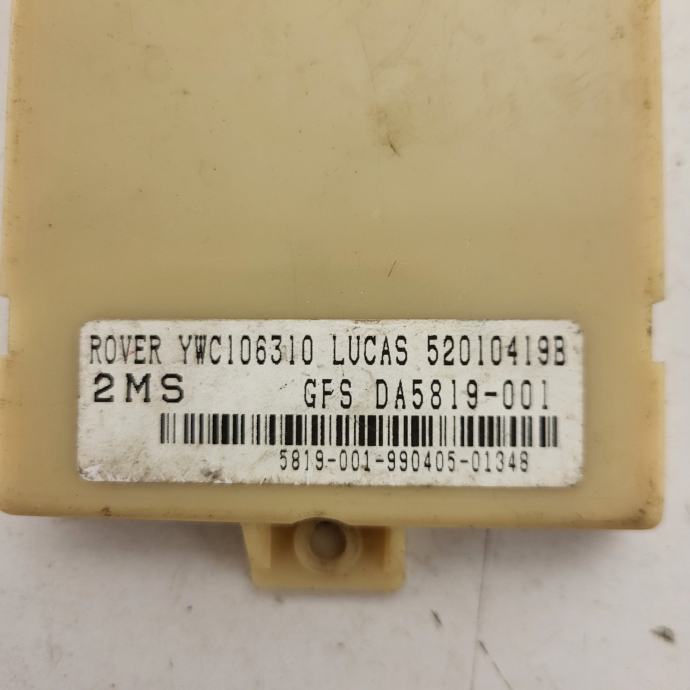 ROVER YWC106310 LUCAS 52010419B
2MS GFS DA5819-001
5819-001-990405-01348